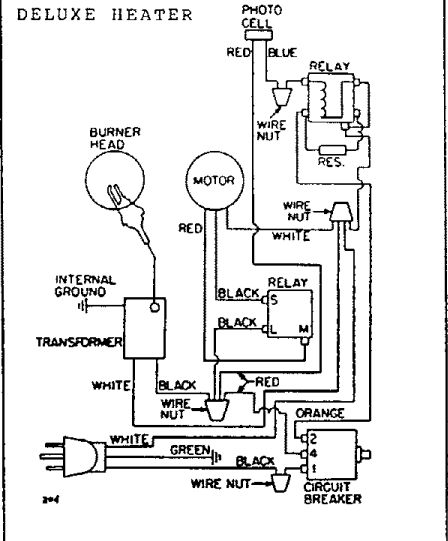 DELUXE HEATER
PHOTO
CELL
RED
BLUE
RELAY
WIRE
NUT
RES.
BURNER
HEAD
MOTOR
WIRE
NUT
RED
WHITE
INTERNAL
GROUND
BLACK
S
RELAY
BLACK
L
M
TRANSFORMER
WHITE
BLACK
RED
WIRE
NUT
ORANGE
WHITE
2
GREEN
4
BLACK
1
WIRE NUT
CIRCUIT
BREAKER